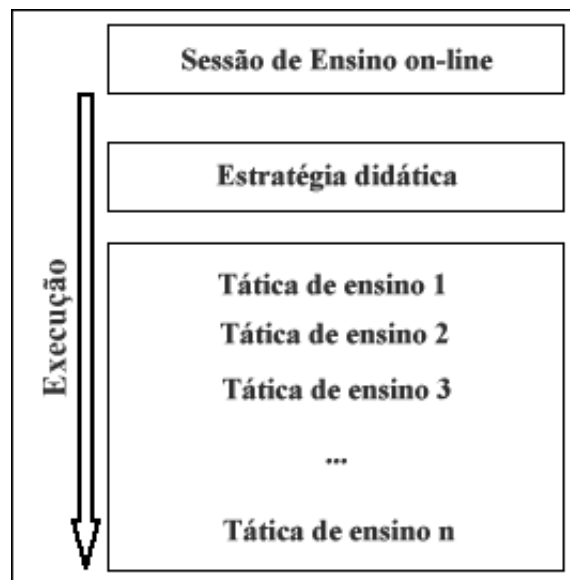 Sessão de Ensino on-line
Estratégia didática
Execução
Tática de ensino 1
Tática de ensino 2
Tática de ensino 3
...
Tática de ensino n